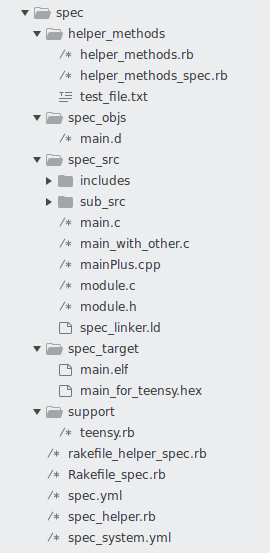 spec
helper_methods
helper_methods.rb
helper_methods_spec.rb
test_file.txt
spec_objs
main.d
spec_src
includes
sub_src
main.c
main_with_other.c
mainPlus.cpp
module.c
module.h
spec_linker.ld
spec_target
main.elf
main_for_teensy.hex
support
teensy.rb
rakefile_helper_spec.rb
Rakefile_spec.rb
spec.yml
spec_helper.rb
spec_system.yml